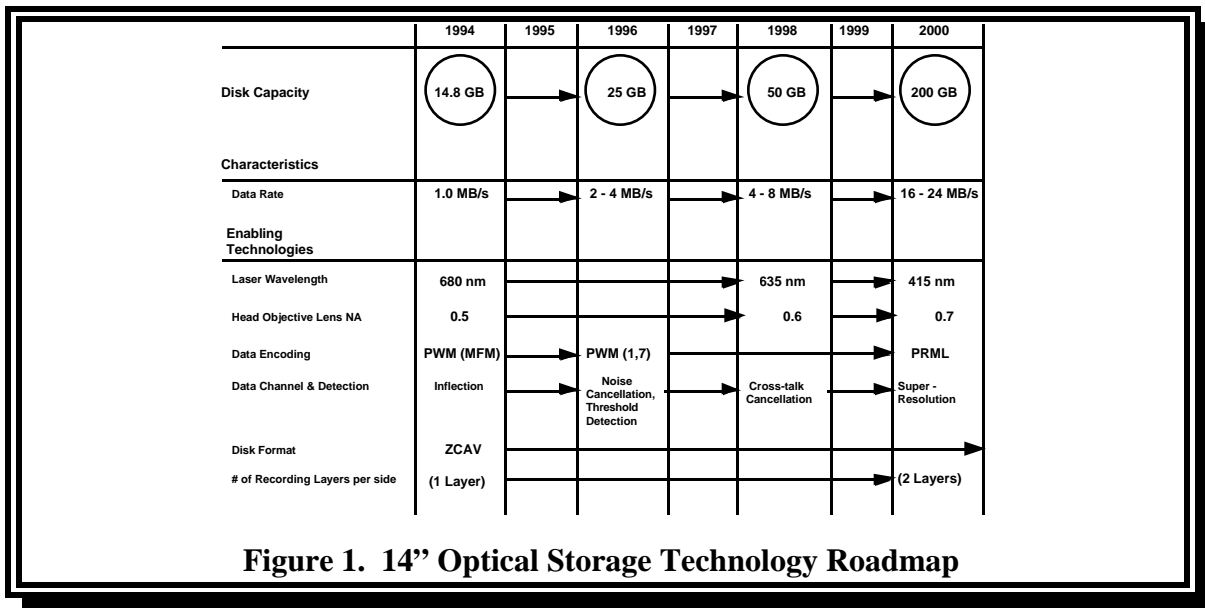 1994 1995 1996 1997 1998 1999 2000
Disk Capacity 14.8 GB 25 GB 50 GB 200 GB
Characteristics
Data Rate 1.0 MB/s 2 - 4 MB/s 4 - 8 MB/s 16 - 24 MB/s
Enabling
Technologies
Laser Wavelength 680 nm 635 nm 415 nm
Head Objective Lens NA 0.5 0.6 0.7
Data Encoding PWM (MFM) PWM (1,7) PRML
Data Channel & Detection Inflection Noise Cross-talk Super -
Cancellation, Cancellation Resolution
Threshold
Detection
Disk Format ZCAV
# of Recording Layers per side (1 Layer) (2 Layers)
Figure 1. 14” Optical Storage Technology Roadmap